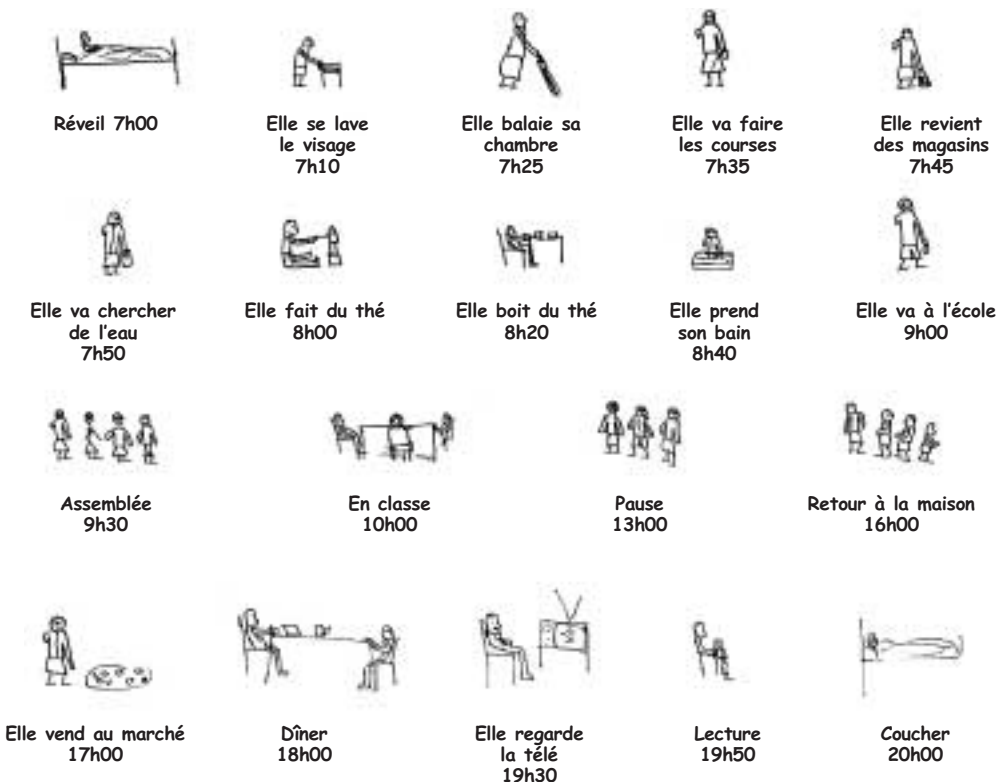 Réveil 7h00
Elle se lave
le visage
7h10
Elle balaie sa
chambre
7h25
Elle va faire
les courses
7h35
Elle revient
des magasins
7h45
Elle va chercher
de l'eau
7h50
Elle fait du thé
8h00
Elle boit du thé
8h20
Elle prend
son bain
8h40
Elle va à l'école
9h00
Assemblée
9h30
En classe
10h00
Pause
13h00
Retour à la maison
16h00
Elle vend au marché
17h00
Dîner
18h00
Elle regarde
la télé
19h30
Lecture
19h50
Coucher
20h00